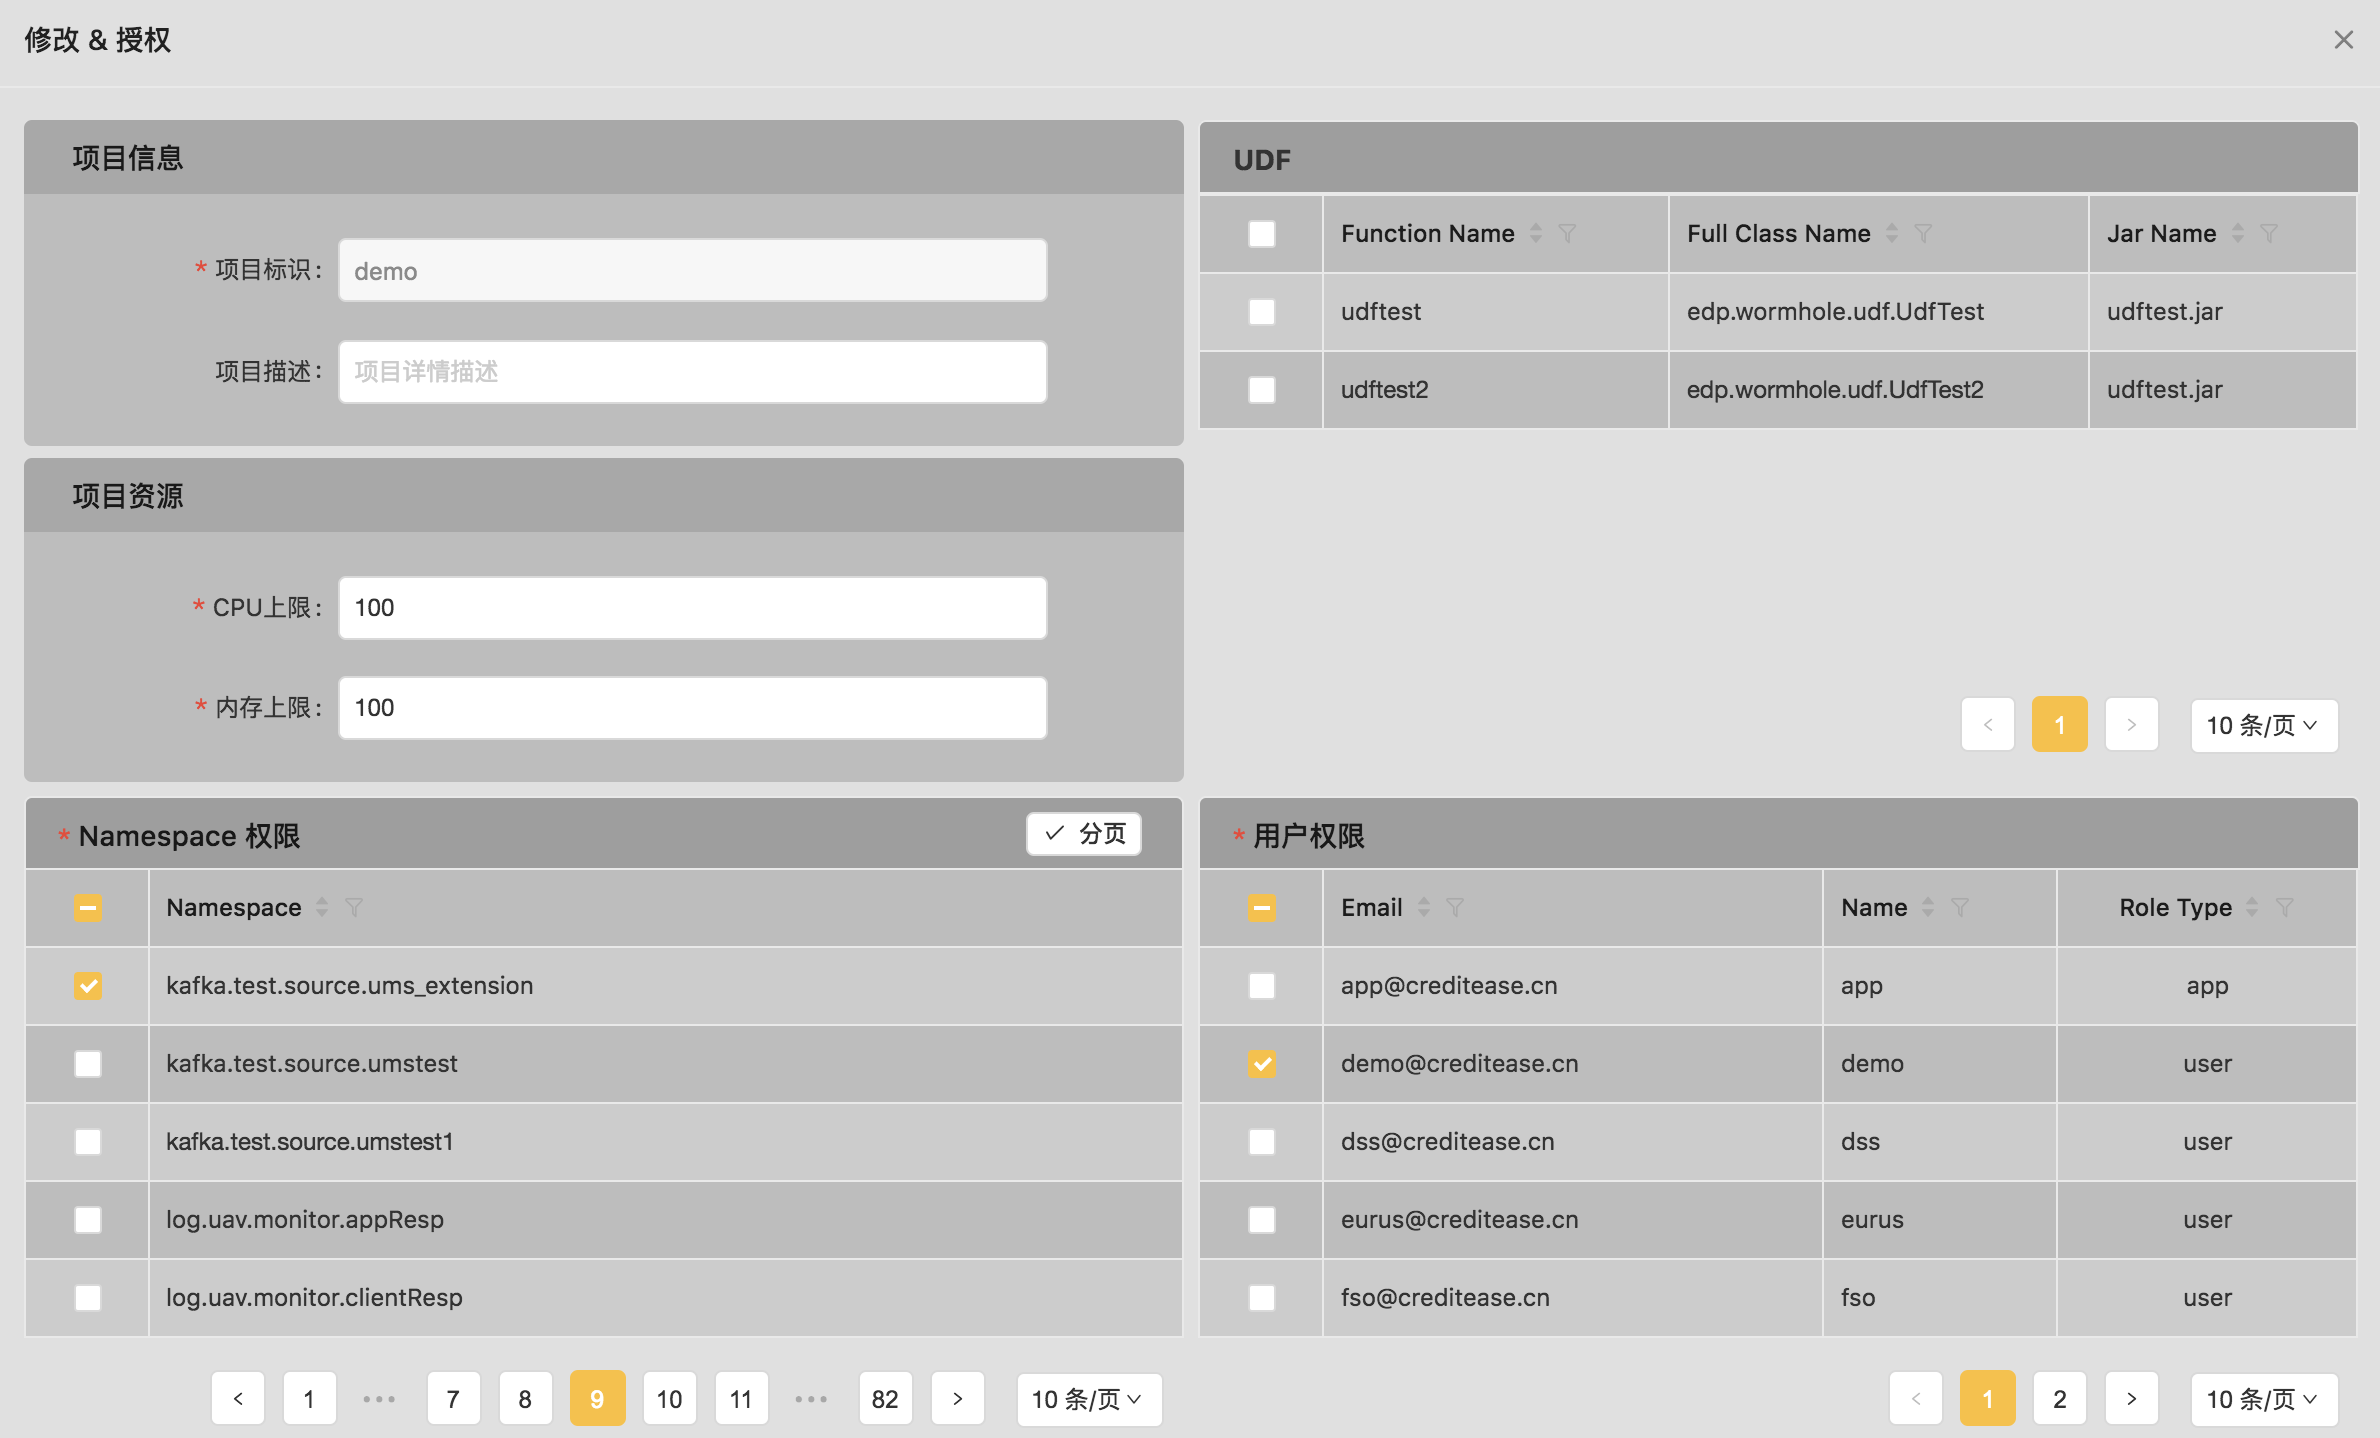 修改 & 授权
项目信息
* 项目标识：
demo
项目描述：
项目详情描述
项目资源
* CPU上限：
100
* 内存上限：
100
UDF
Function Name
Full Class Name
Jar Name
udftest
edp.wormhole.udf.UdfTest
udftest.jar
udftest2
edp.wormhole.udf.UdfTest2
udftest.jar
< 1 > 10 条/页
* Namespace 权限
分页
Namespace
kafka.test.source.ums_extension
kafka.test.source.umstest
kafka.test.source.umstest1
log.uav.monitor.appResp
log.uav.monitor.clientResp
< 1 ••• 7 8 9 10 11 ••• 82 > 10 条/页
* 用户权限
Email
Name
Role Type
app@creditease.cn
app
app
demo@creditease.cn
demo
user
dss@creditease.cn
dss
user
eurus@creditease.cn
eurus
user
fso@creditease.cn
fso
user
< 1 2 > 10 条/页